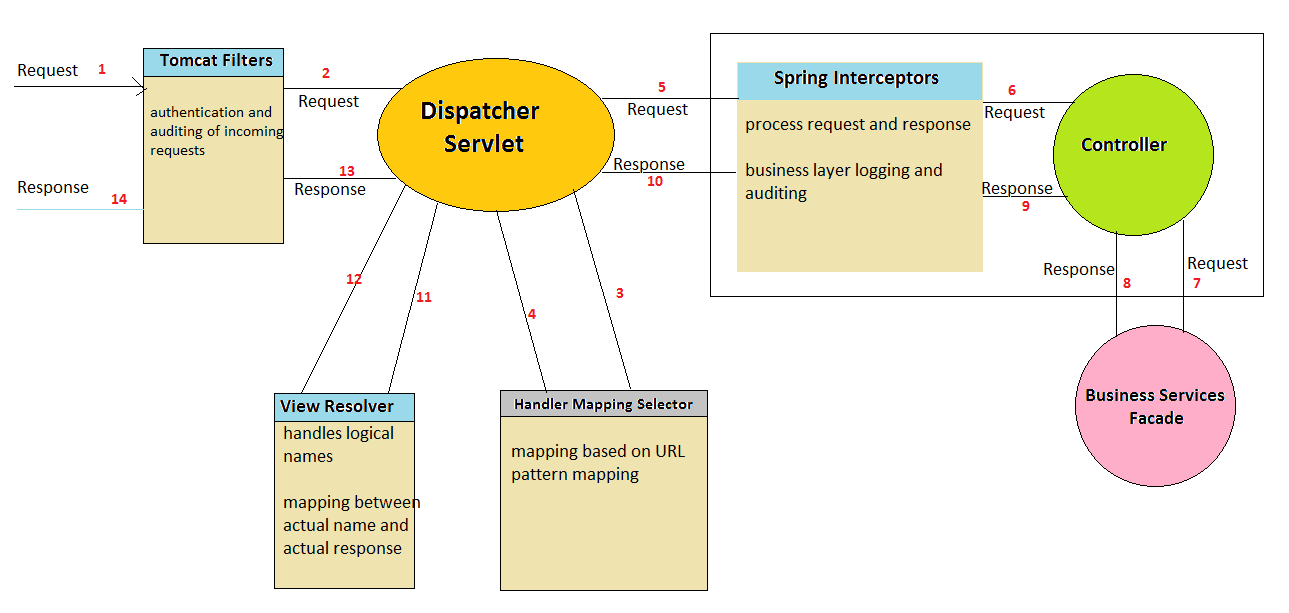 Request 1
Response
14
Tomcat Filters
authentication and
auditing of incoming
requests
2
Request
13
Response
Dispatcher
Servlet
5
Request
Response
10
Spring Interceptors
process request and response
business layer logging and
auditing
6
Request
Response
9
Controller
Response
8
Request
7
Business Services
Facade
12
11
4
3
View Resolver
handles logical
names
mapping between
actual name and
actual response
Handler Mapping Selector
mapping based on URL
pattern mapping